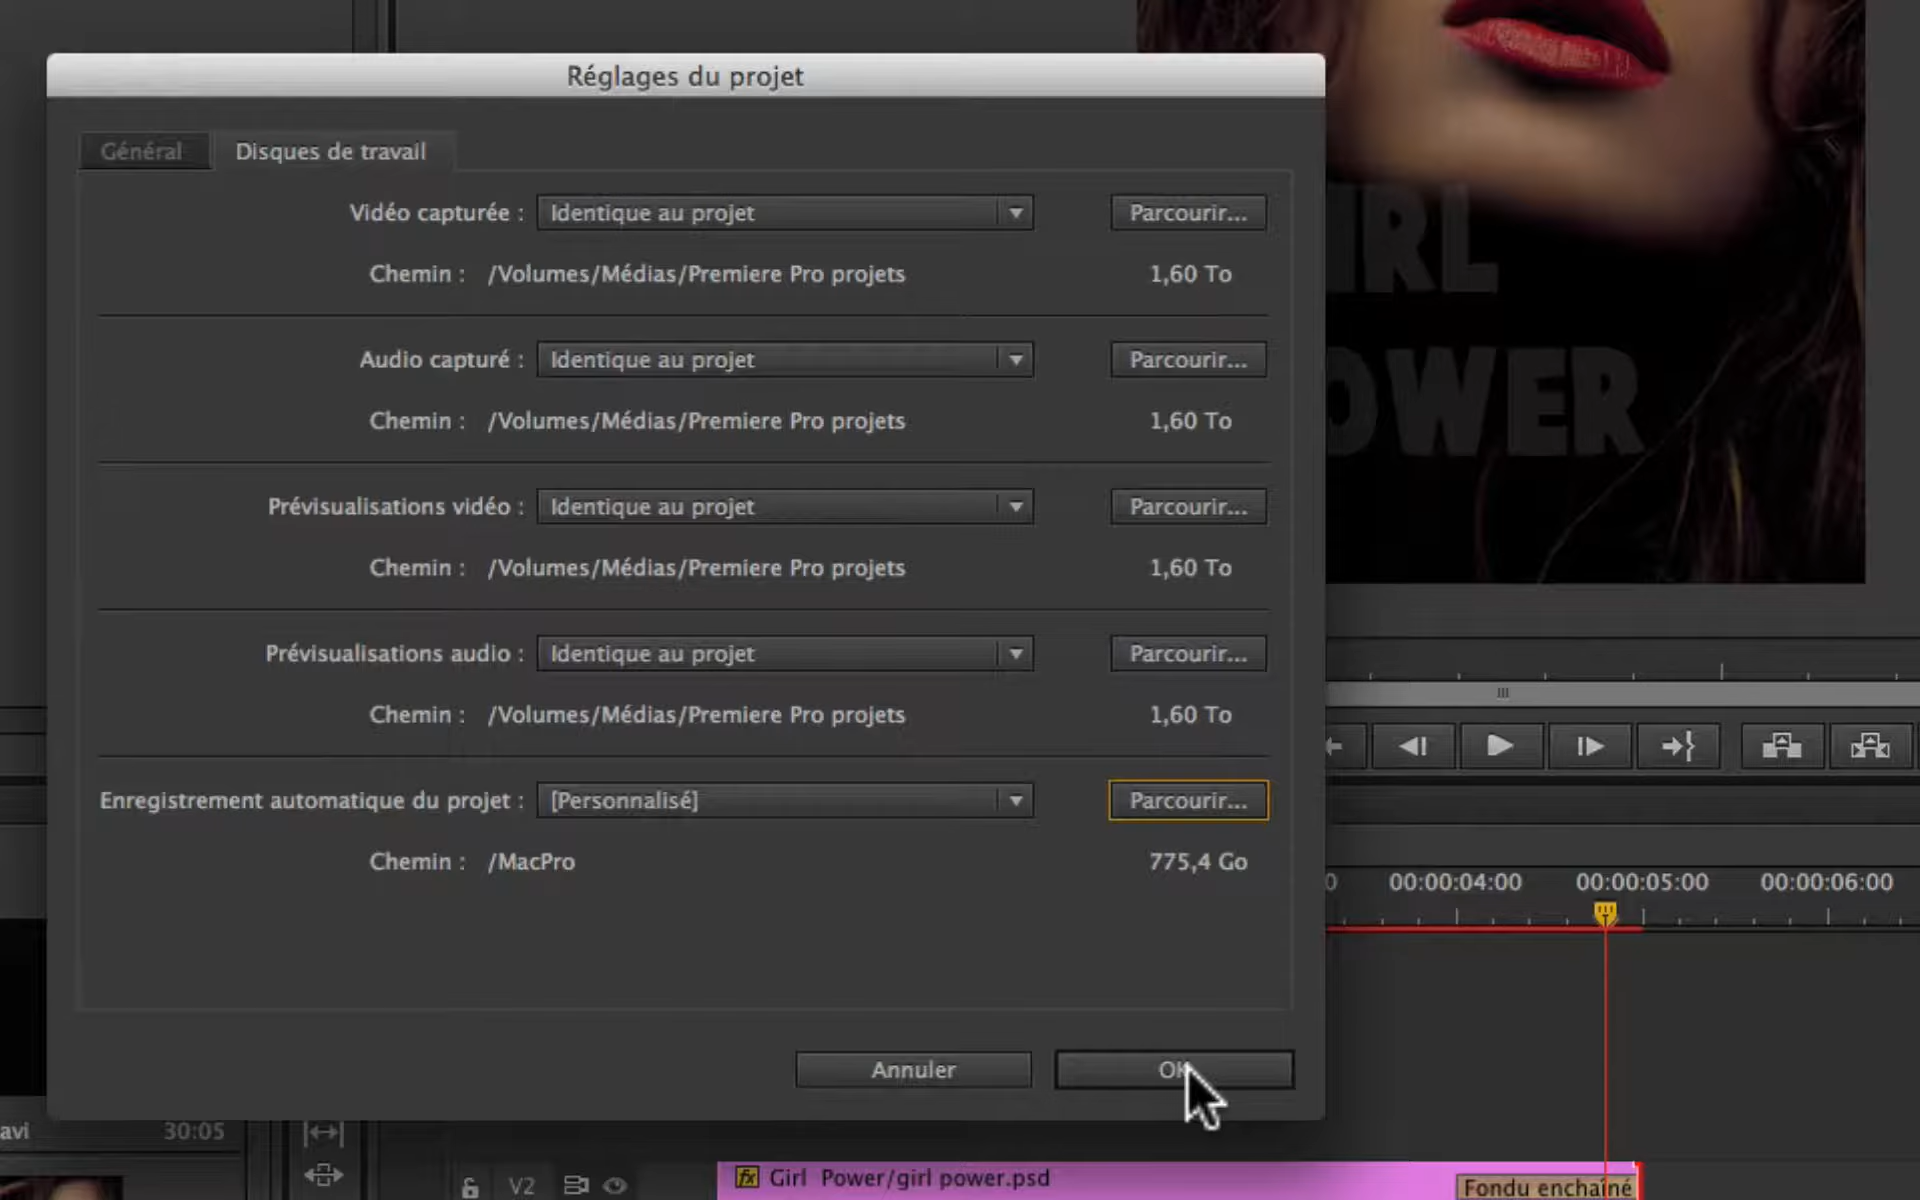 Réglages du projet
Général
Disques de travail
Vidéo capturée : Identique au projet Parcourir...
Chemin : /Volumes/Médias/Premiere Pro projets 1,60 To
Audio capturé : Identique au projet Parcourir...
Chemin : /Volumes/Médias/Premiere Pro projets 1,60 To
Prévisualisations vidéo : Identique au projet Parcourir...
Chemin : /Volumes/Médias/Premiere Pro projets 1,60 To
Prévisualisations audio : Identique au projet Parcourir...
Chemin : /Volumes/Médias/Premiere Pro projets 1,60 To
Enregistrement automatique du projet : [Personnalisé] Parcourir...
Chemin : /MacPro 775,4 Go
Annuler
OK
IRL
OWER
0 00:00:04:00 00:00:05:00 00:00:06:00
avi 30:05
V2
fx Girl Power/girl power.psd
Fondu enchaîné